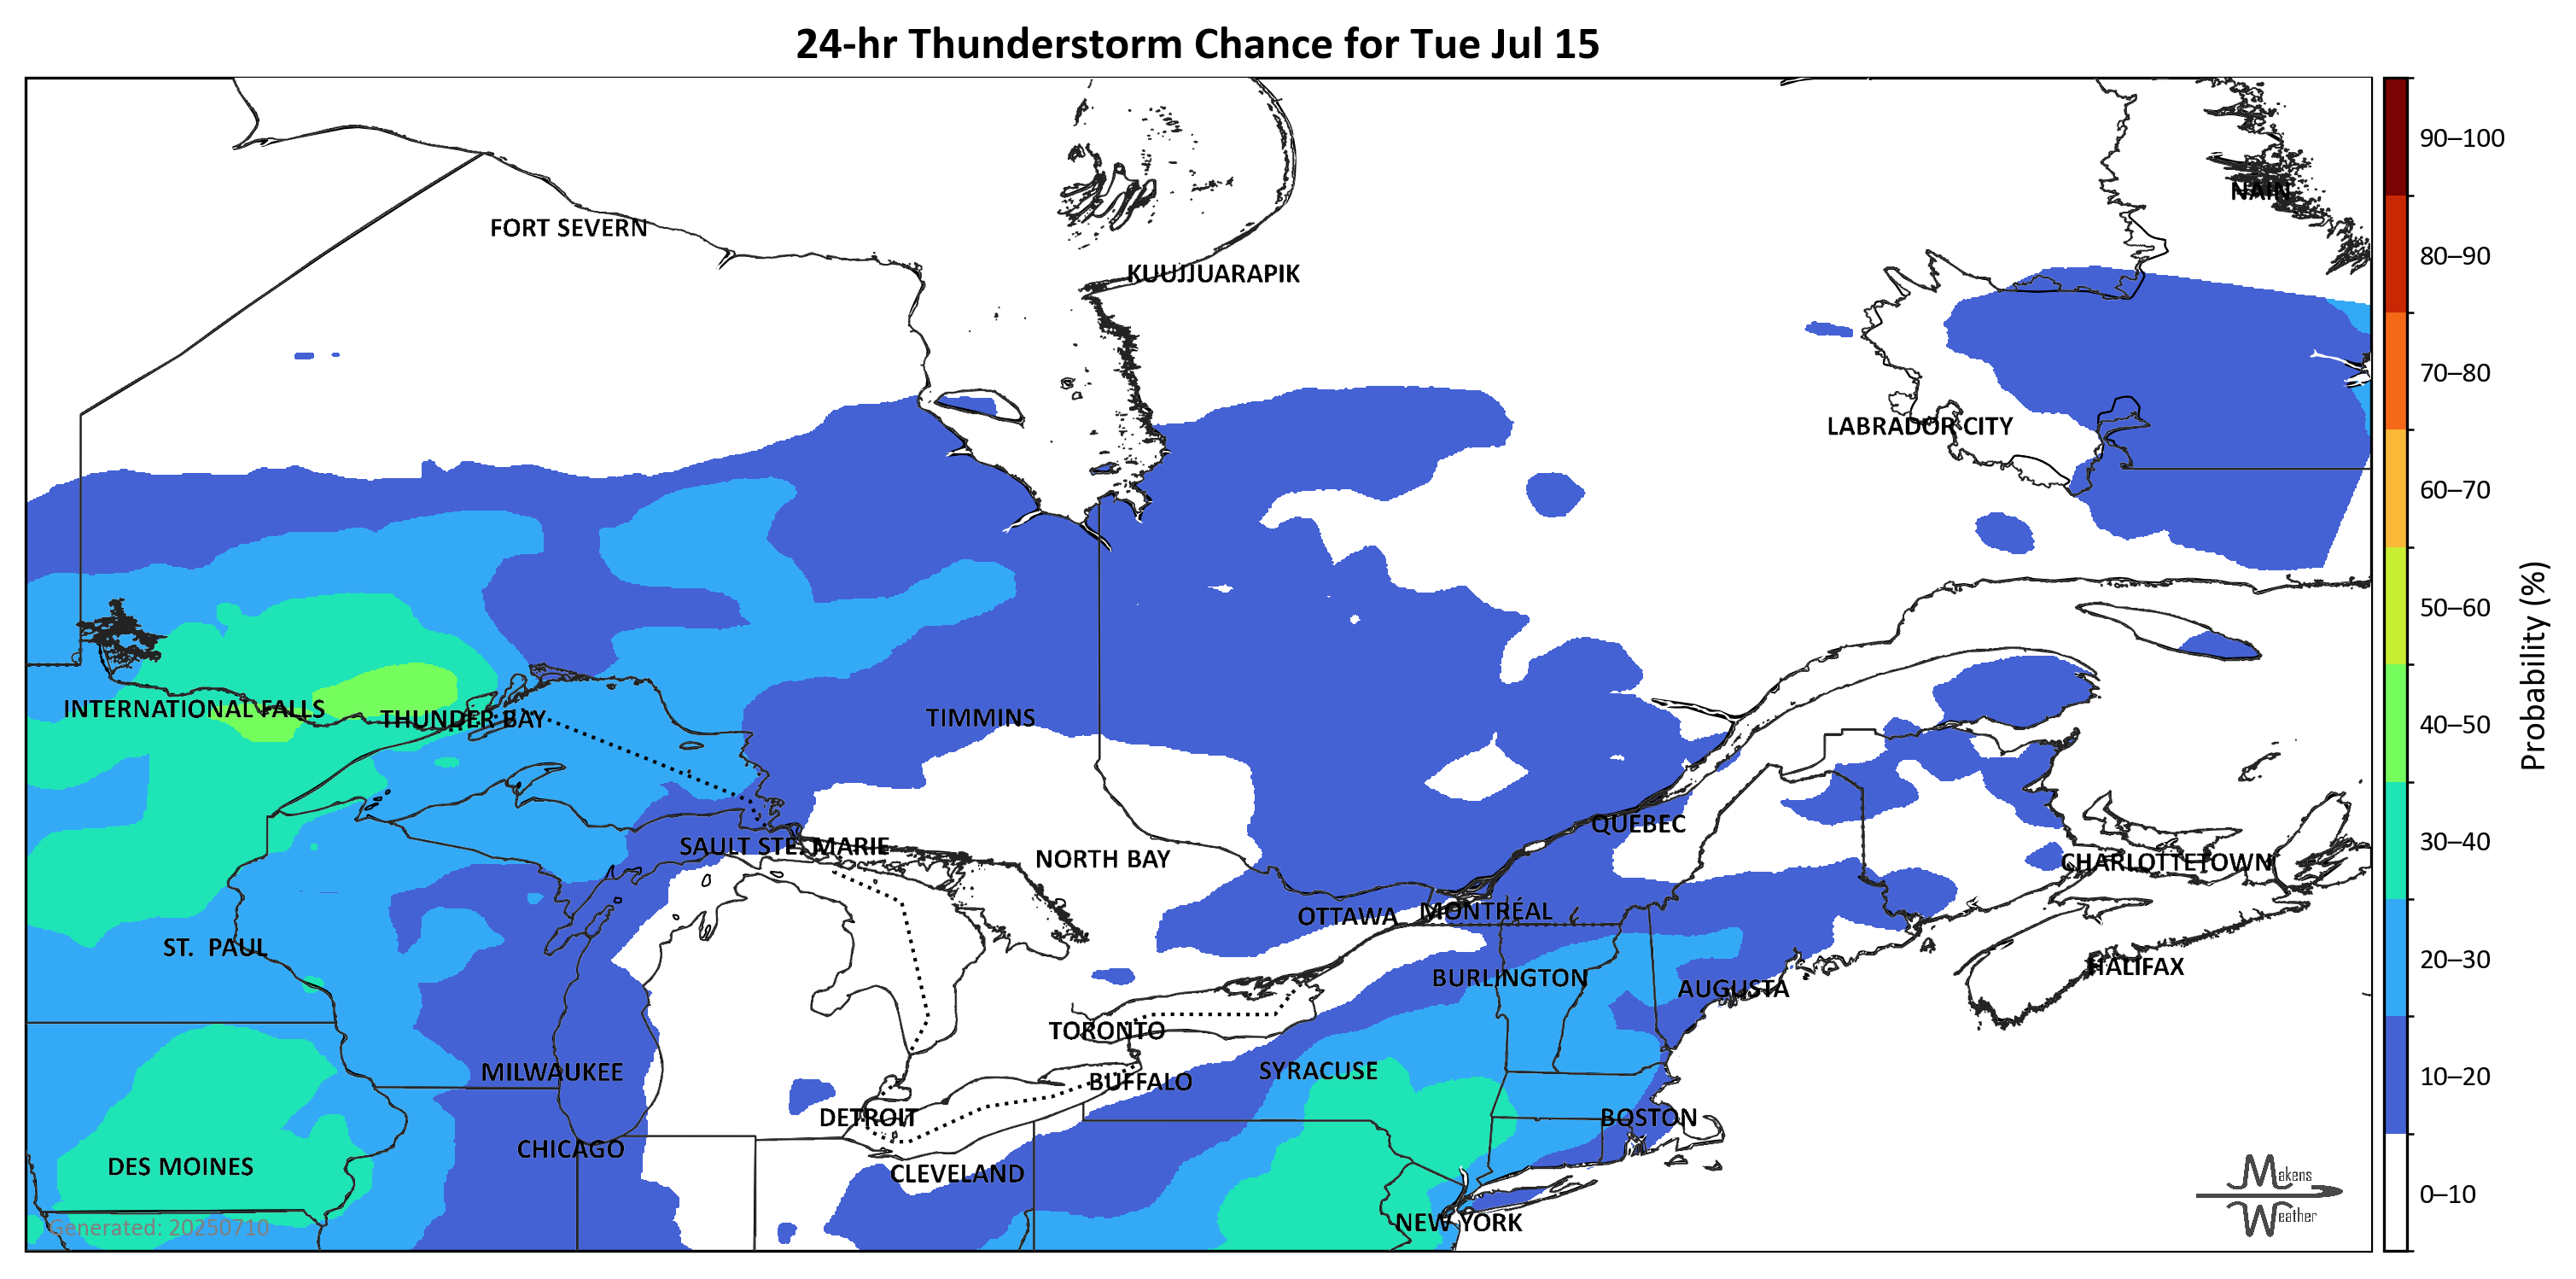 24-hr Thunderstorm Chance for Tue Jul 15
90–100
NAIN
FORT SEVERN
80–90
KUUJJUARAPIK
70–80
LABRADOR CITY
60–70
50–60
Probability (%)
INTERNATIONAL FALLS
THUNDER BAY
TIMMINS
40–50
QUEBEC
SAULT STE. MARIE
NORTH BAY
CHARLOTTETOWN
30–40
OTTAWA
MONTRÉAL
ST. PAUL
HALIFAX
20–30
BURLINGTON
AUGUSTA
TORONTO
MILWAUKEE
SYRACUSE
BUFFALO
10–20
DETROIT
BOSTON
CHICAGO
DES MOINES
CLEVELAND
Makens
Weather
0–10
NEW YORK
Generated: 20250710